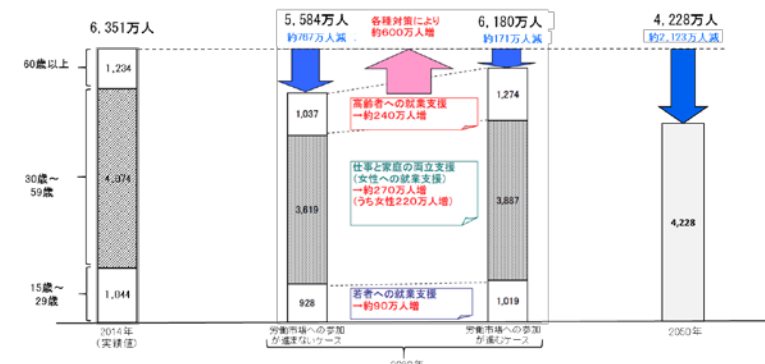 6,351万人
5,584万人
約767万人減
各種対策により
約600万人増
6,180万人
約171万人減
4,228万人
約2,123万人減
60歳以上
1,234
1,037
高齢者への就業支援
→約240万人増
1,274
30歳～
59歳
4,074
3,619
仕事と家庭の両立支援
(女性への就業支援)
→約270万人増
(うち女性220万人増)
3,887
4,228
15歳～
29歳
1,044
928
若者への就業支援
→約90万人増
1,019
2014年
(実績値)
労働市場への参加
が進まないケース
労働市場への参加
が進むケース
2050年